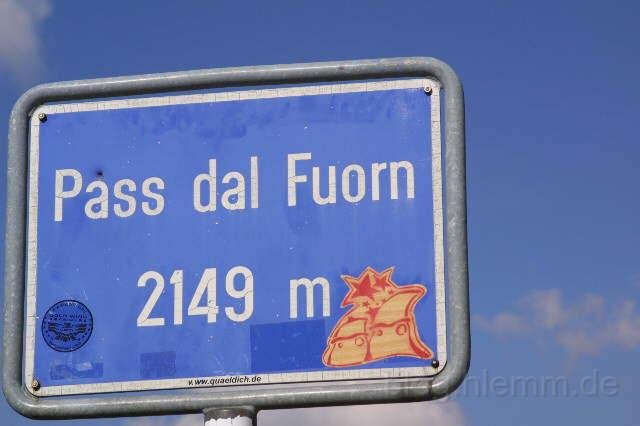 Pass dal Fuorn
2149 m
www.quaeldich.de